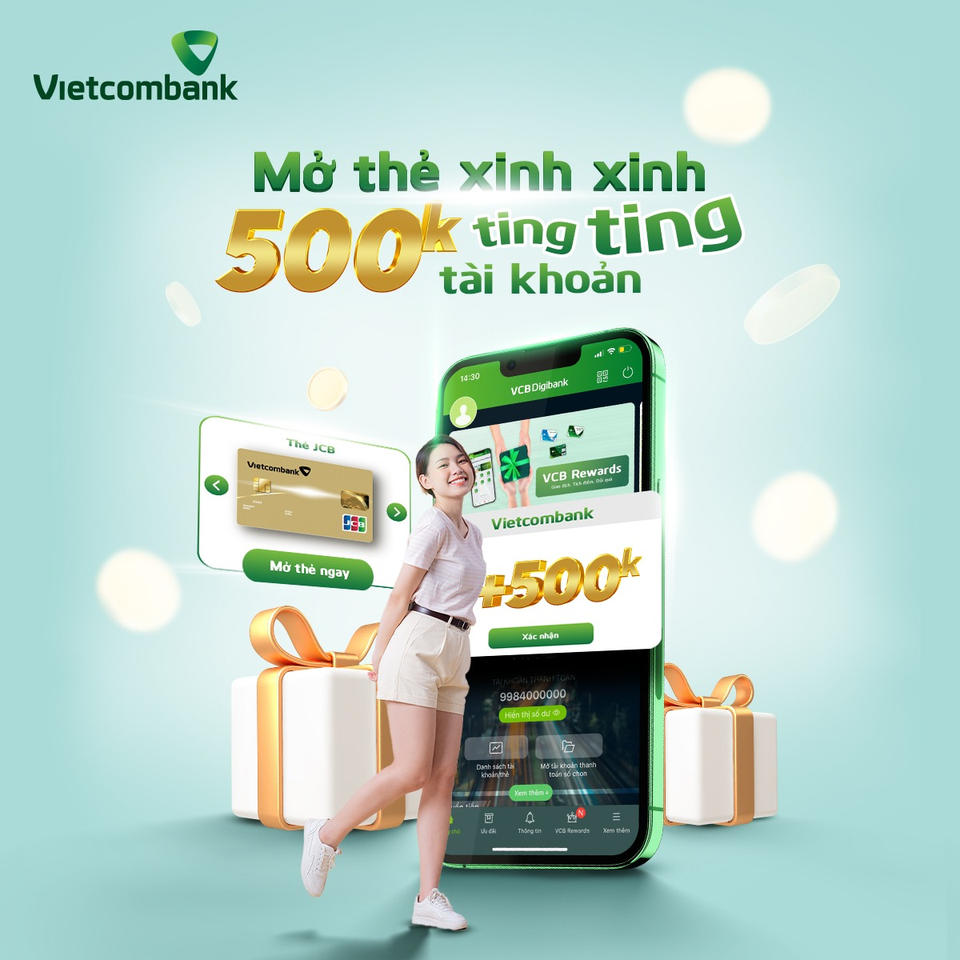 Vietcombank
Mở thẻ xinh xinh
500k ting ting
tài khoản
14:30
VCB Digibank
Thẻ JCB
Vietcombank
JCB
Mở thẻ ngay
VCB Rewards
Giao dịch. Tích điểm. Đổi quà
Vietcombank
+500k
Xác nhận
TÀI KHOẢN THANH TOÁN
9984000000
Hiển thị số dư
Danh sách tài khoản/thẻ
Mở tài khoản thanh toán số chọn
Xem thêm
N
Ưu đãi
Thông tin
VCB Rewards
Xem thêm